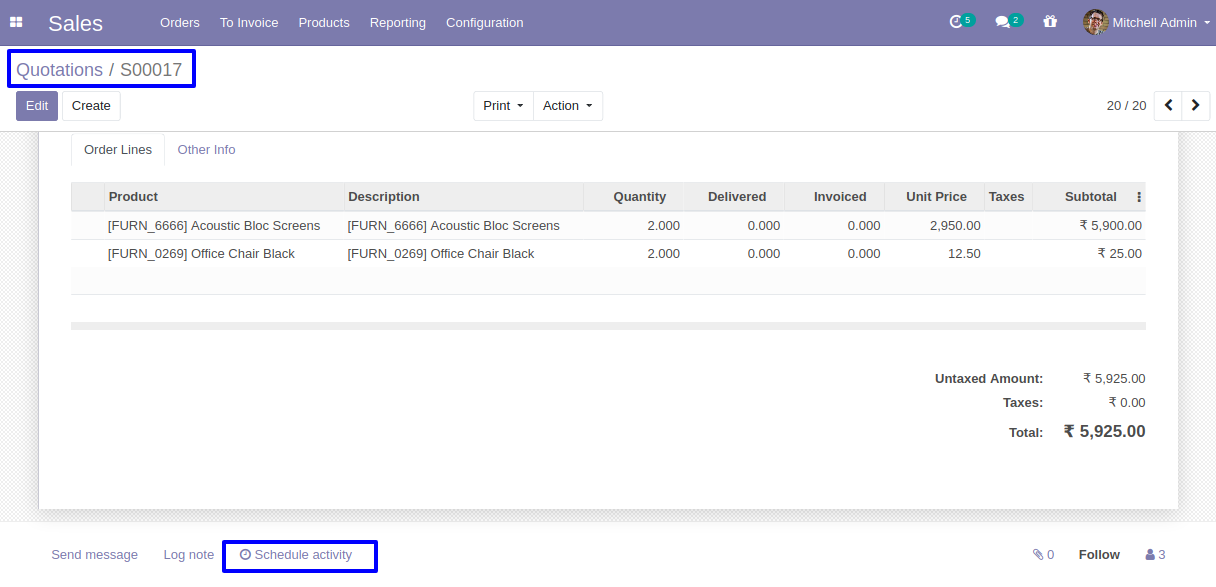 Sales Orders To Invoice Products Reporting Configuration 5 2 Mitchell Admin
Quotations / S00017
Edit Create Print Action 20 / 20
Order Lines Other Info
Product Description Quantity Delivered Invoiced Unit Price Taxes Subtotal
[FURN_6666] Acoustic Bloc Screens [FURN_6666] Acoustic Bloc Screens 2.000 0.000 0.000 2,950.00 ₹ 5,900.00
[FURN_0269] Office Chair Black [FURN_0269] Office Chair Black 2.000 0.000 0.000 12.50 ₹ 25.00
Untaxed Amount: ₹ 5,925.00
Taxes: ₹ 0.00
Total: ₹ 5,925.00
Send message Log note Schedule activity 0 Follow 3